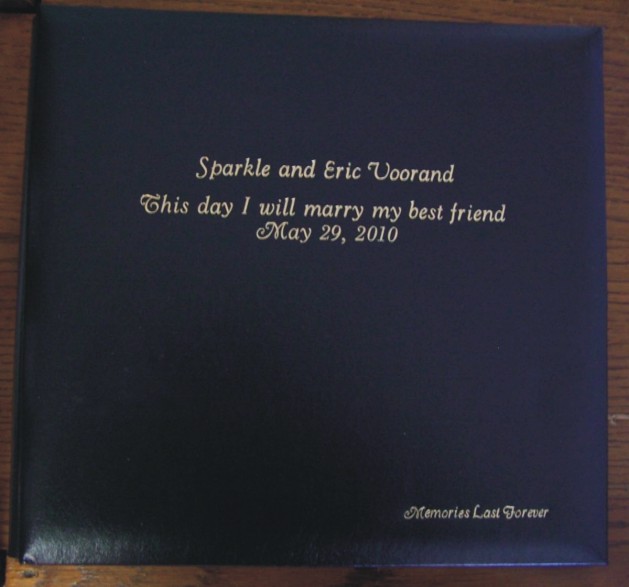 Sparkle and Eric Voorand
This day I will marry my best friend
May 29, 2010
Memories Last Forever